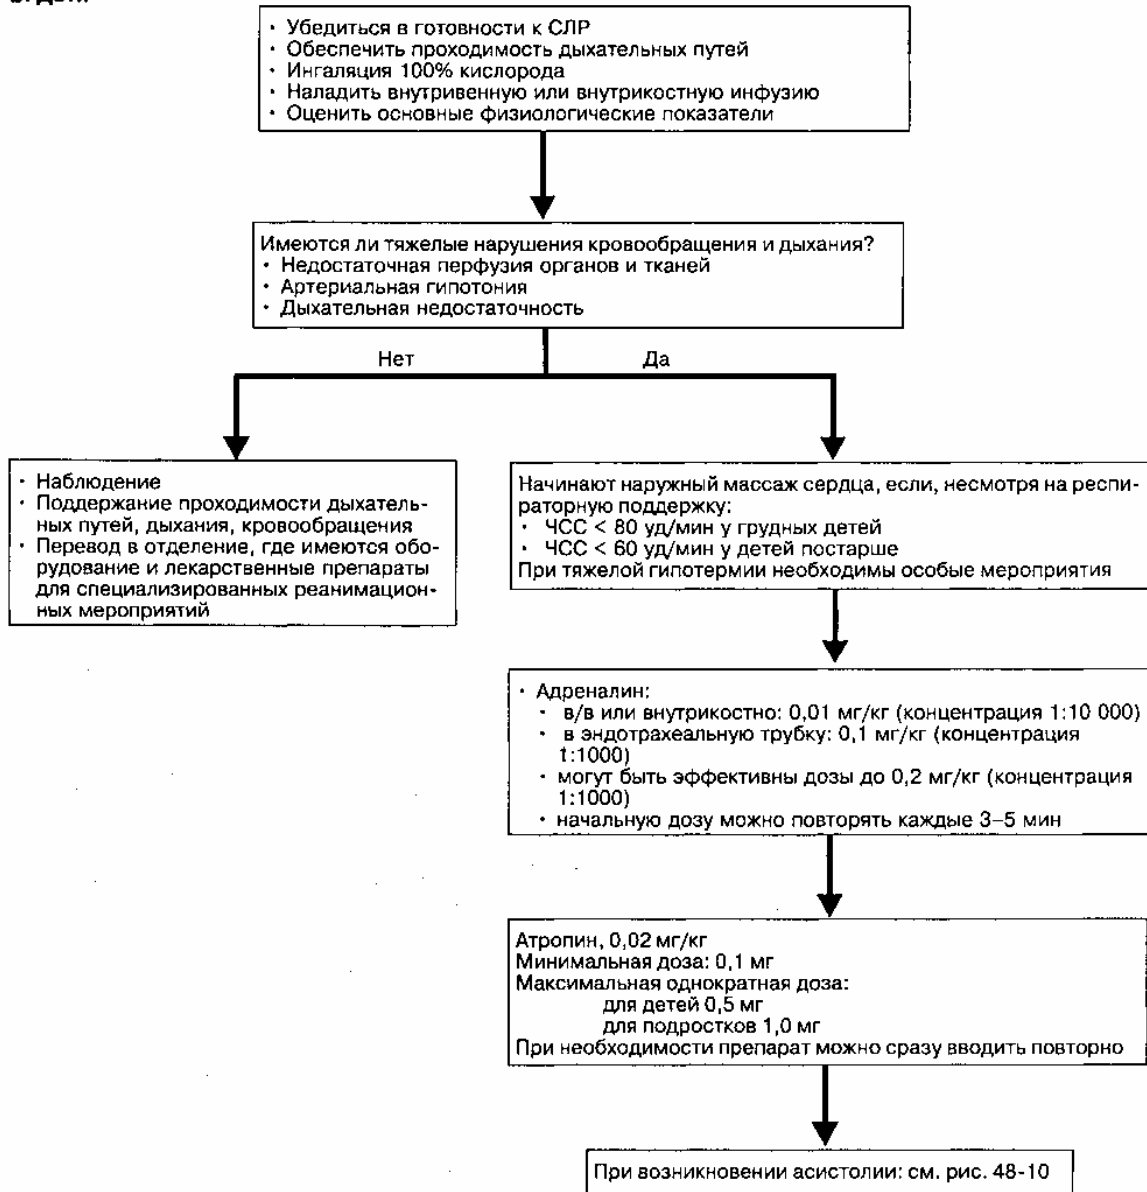 • Убедиться в готовности к СЛР
• Обеспечить проходимость дыхательных путей
• Ингаляция 100% кислорода
• Наладить внутривенную или внутрикостную инфузию
• Оценить основные физиологические показатели
Имеются ли тяжелые нарушения кровообращения и дыхания?
• Недостаточная перфузия органов и тканей
• Артериальная гипотония
• Дыхательная недостаточность
Нет
Да
• Наблюдение
• Поддержание проходимости дыхатель-
ных путей, дыхания, кровообращения
• Перевод в отделение, где имеются обо-
рудование и лекарственные препараты
для специализированных реанимацион-
ных мероприятий
Начинают наружный массаж сердца, если, несмотря на респи-
раторную поддержку:
• ЧСС < 80 уд/мин у грудных детей
• ЧСС < 60 уд/мин у детей постарше
При тяжелой гипотермии необходимы особые мероприятия
• Адреналин:
• в/в или внутрикостно: 0,01 мг/кг (концентрация 1:10 000)
• в эндотрахеальную трубку: 0,1 мг/кг (концентрация
1:1000)
• могут быть эффективны дозы до 0,2 мг/кг (концентрация
1:1000)
• начальную дозу можно повторять каждые 3–5 мин
Атропин, 0,02 мг/кг
Минимальная доза: 0,1 мг
Максимальная однократная доза:
для детей 0,5 мг
для подростков 1,0 мг
При необходимости препарат можно сразу вводить повторно
При возникновении асистолии: см. рис. 48-10